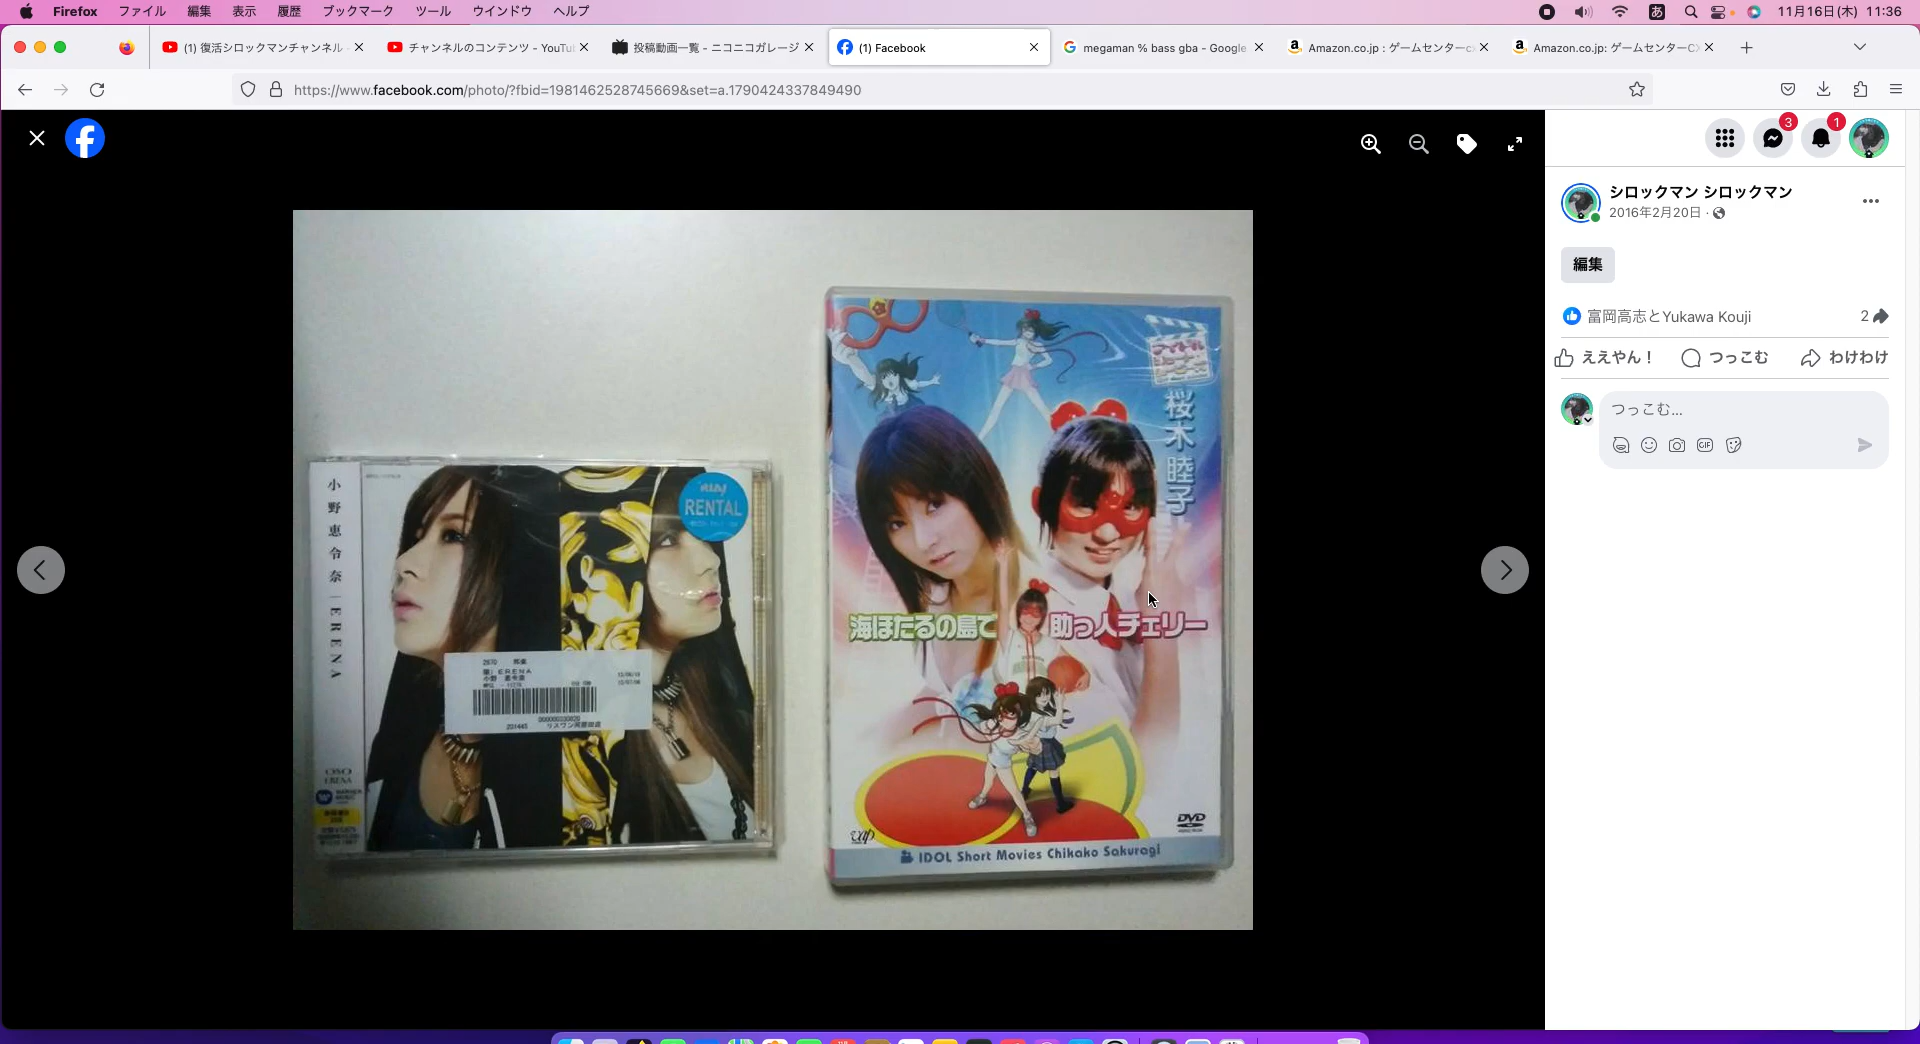 Firefox ファイル 編集 表示 履歴 ブックマーク ツール ウインドウ ヘルプ
あ 11月16日(木) 11:36
(1) 復活シロックマンチャンネル
チャンネルのコンテンツ - YouTu
投稿動画一覧 - ニコニコガレージ
(1) Facebook
megaman % bass gba - Google
Amazon.co.jp : ゲームセンターc
Amazon.co.jp: ゲームセンターC
https://www.facebook.com/photo/?fbid=1981462528745669&set=a.1790424337849490
3
1
シロックマン シロックマン
2016年2月20日
編集
富岡高志とYukawa Kouji
2
ええやん！
つっこむ
わけわけ
つっこむ...
GIF
小野恵令奈
ERENA
RENTAL
ERENA
桜木睦子
海ほたるの島で
助っ人チェリー
vap
DVD
IDOL Short Movies Chikako Sakuragi